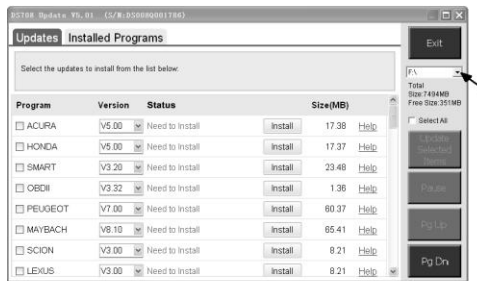 DS708 Update V5.01 (S/N:DS008Q001786)
Updates Installed Programs
Exit
Select the updates to install from the list below:
F:\
Total
Size:7494MB
Free Size:351MB
Select All
Program Version Status Size(MB)
ACURA V5.00 Need to Install Install 17.38 Help
HONDA V5.00 Need to Install Install 17.37 Help
SMART V3.20 Need to Install Install 23.48 Help
OBDII V3.32 Need to Install Install 1.36 Help
PEUGEOT V7.00 Need to Install Install 60.37 Help
MAYBACH V8.10 Need to Install Install 65.41 Help
SCION V3.00 Need to Install Install 8.21 Help
LEXUS V3.00 Need to Install Install 8.21 Help
Update
Selected
Items
Pause
Pg Up
Pg Dn